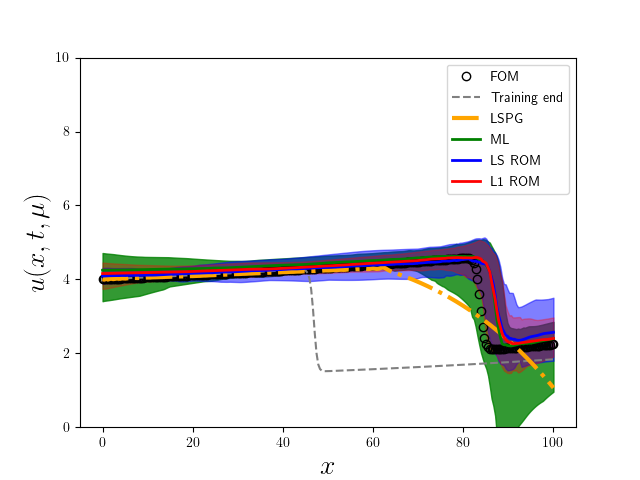 10
8
6
4
2
0
u(x, t, μ)
0 20 40 60 80 100
x
FOM
Training end
LSPG
ML
LS ROM
L1 ROM